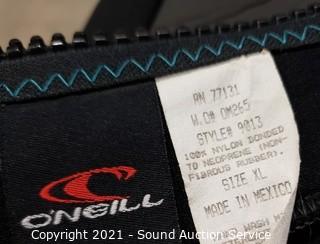 RN 77131
W.O# OM265
STYLE# 9013
100% NYLON BONDED
TO NEOPRENE (NON-
FIBROUS RUBBER).
SIZE XL
MADE IN MEXICO
O'NEILL
Copyright © 2021 - Sound Auction Service